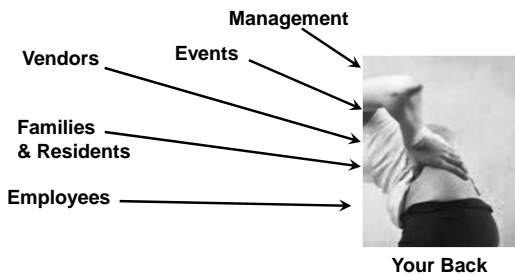 Management
Events
Vendors
Families
& Residents
Employees
Your Back